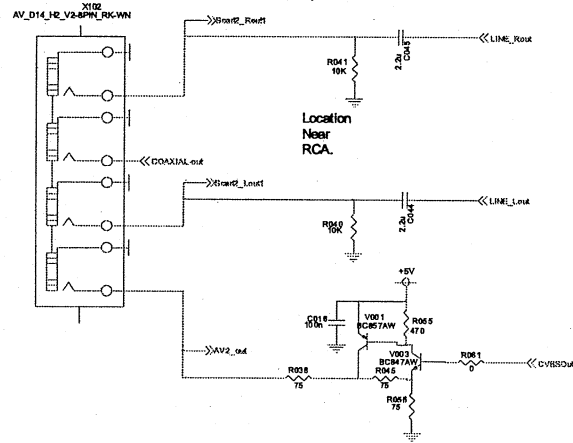 X102
AV_D14_H2_V2-8PIN_RK-WN
Scart2_Rout1
LINE_Rout
2.2u
C045
R041
10K
Location
Near
RCA.
COAXIAL out
LINE_Lout
2.2u
C044
R040
10K
+5V
C016
100n
V001
BC857AW
R055
470
V003
BC847AW
R061
0
CVBSOut
AV2_out
R038
75
R045
75
75